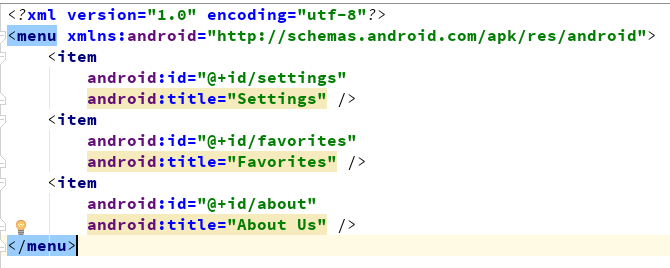 <?xml version="1.0" encoding="utf-8"?>
<menu xmlns:android="http://schemas.android.com/apk/res/android">
    <item
        android:id="@+id/settings"
        android:title="Settings" />
    <item
        android:id="@+id/favorites"
        android:title="Favorites" />
    <item
        android:id="@+id/about"
        android:title="About Us" />
</menu>